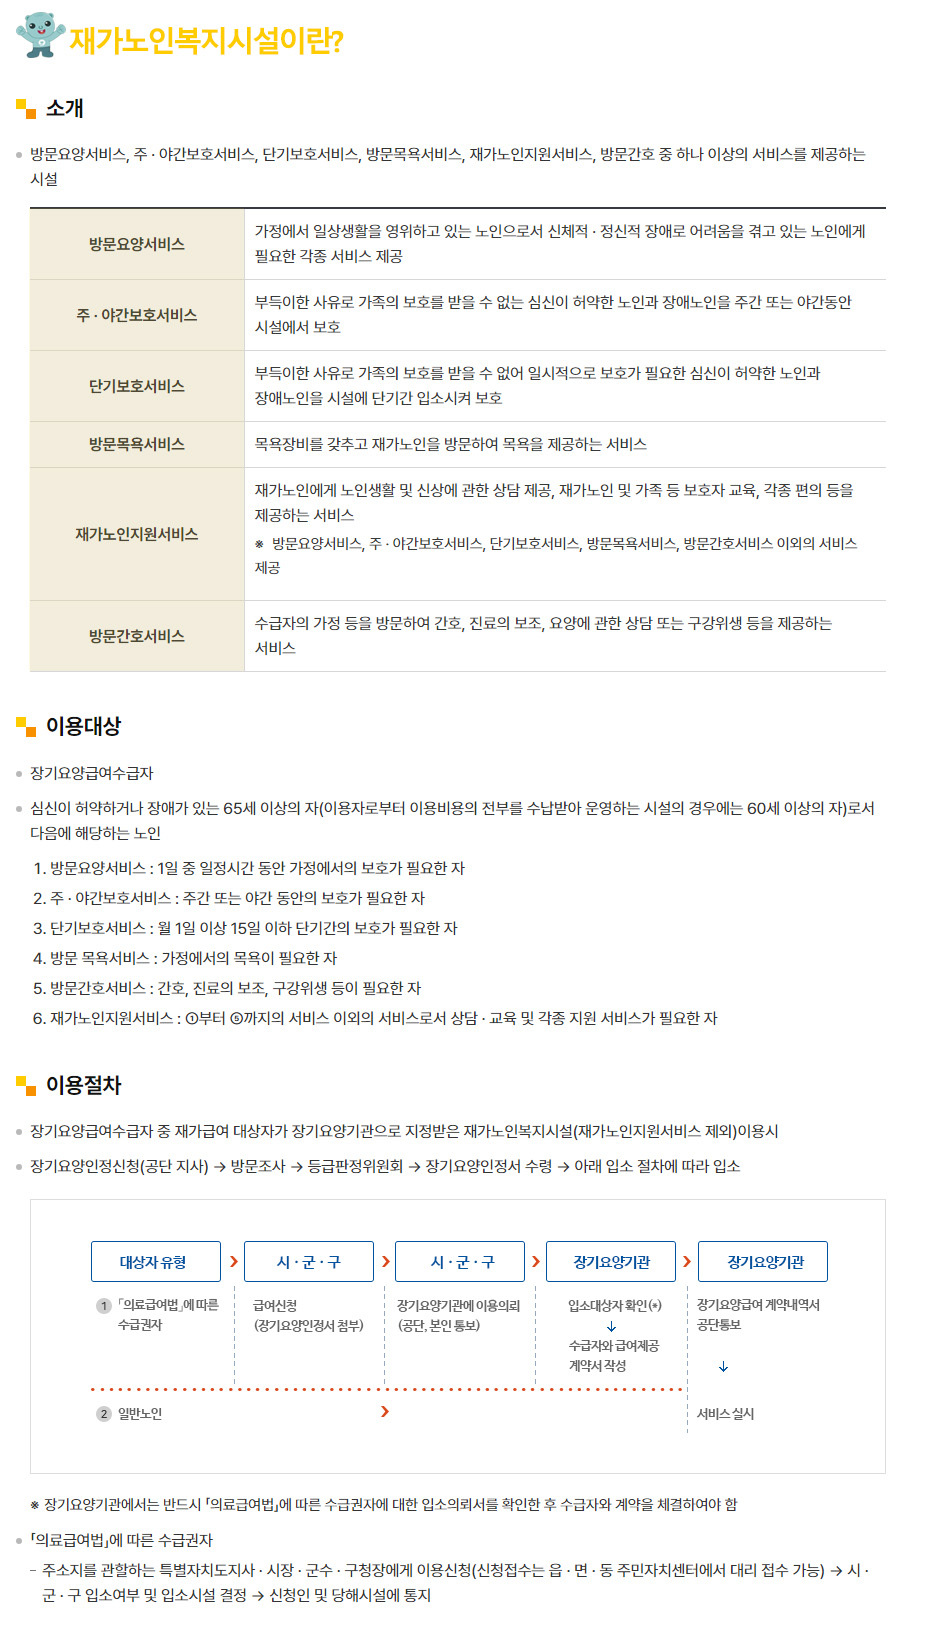 재가노인복지시설이란?
소개
방문요양서비스, 주 · 야간보호서비스, 단기보호서비스, 방문목욕서비스, 재가노인지원서비스, 방문간호 중 하나 이상의 서비스를 제공하는
시설
방문요양서비스
가정에서 일상생활을 영위하고 있는 노인으로서 신체적 · 정신적 장애로 어려움을 겪고 있는 노인에게
필요한 각종 서비스 제공
주 · 야간보호서비스
부득이한 사유로 가족의 보호를 받을 수 없는 심신이 허약한 노인과 장애노인을 주간 또는 야간동안
시설에서 보호
단기보호서비스
부득이한 사유로 가족의 보호를 받을 수 없어 일시적으로 보호가 필요한 심신이 허약한 노인과
장애노인을 시설에 단기간 입소시켜 보호
방문목욕서비스
목욕장비를 갖추고 재가노인을 방문하여 목욕을 제공하는 서비스
재가노인지원서비스
재가노인에게 노인생활 및 신상에 관한 상담 제공, 재가노인 및 가족 등 보호자 교육, 각종 편의 등을
제공하는 서비스
※ 방문요양서비스, 주 · 야간보호서비스, 단기보호서비스, 방문목욕서비스, 방문간호서비스 이외의 서비스
제공
방문간호서비스
수급자의 가정 등을 방문하여 간호, 진료의 보조, 요양에 관한 상담 또는 구강위생 등을 제공하는
서비스
이용대상
장기요양급여수급자
심신이 허약하거나 장애가 있는 65세 이상의 자(이용자로부터 이용비용의 전부를 수납받아 운영하는 시설의 경우에는 60세 이상의 자)로서
다음에 해당하는 노인
1. 방문요양서비스 : 1일 중 일정시간 동안 가정에서의 보호가 필요한 자
2. 주 · 야간보호서비스 : 주간 또는 야간 동안의 보호가 필요한 자
3. 단기보호서비스 : 월 1일 이상 15일 이하 단기간의 보호가 필요한 자
4. 방문 목욕서비스 : 가정에서의 목욕이 필요한 자
5. 방문간호서비스 : 간호, 진료의 보조, 구강위생 등이 필요한 자
6. 재가노인지원서비스 : ①부터 ⑤까지의 서비스 이외의 서비스로서 상담 · 교육 및 각종 지원 서비스가 필요한 자
이용절차
장기요양급여수급자 중 재가급여 대상자가 장기요양기관으로 지정받은 재가노인복지시설(재가노인지원서비스 제외)이용시
장기요양인정신청(공단 지사) → 방문조사 → 등급판정위원회 → 장기요양인정서 수령 → 아래 입소 절차에 따라 입소
대상자 유형 › 시 · 군 · 구 › 시 · 군 · 구 › 장기요양기관 › 장기요양기관
1 「의료급여법」에 따른
수급권자
급여신청
(장기요양인정서 첨부)
장기요양기관에 이용의뢰
(공단, 본인 통보)
입소대상자 확인(*)
↓
수급자와 급여제공
계약서 작성
장기요양급여 계약내역서
공단통보
↓
2 일반노인
›
서비스 실시
※ 장기요양기관에서는 반드시 「의료급여법」에 따른 수급권자에 대한 입소의뢰서를 확인한 후 수급자와 계약을 체결하여야 함
「의료급여법」에 따른 수급권자
- 주소지를 관할하는 특별자치도지사 · 시장 · 군수 · 구청장에게 이용신청(신청접수는 읍 · 면 · 동 주민자치센터에서 대리 접수 가능) → 시 ·
군 · 구 입소여부 및 입소시설 결정 → 신청인 및 당해시설에 통지